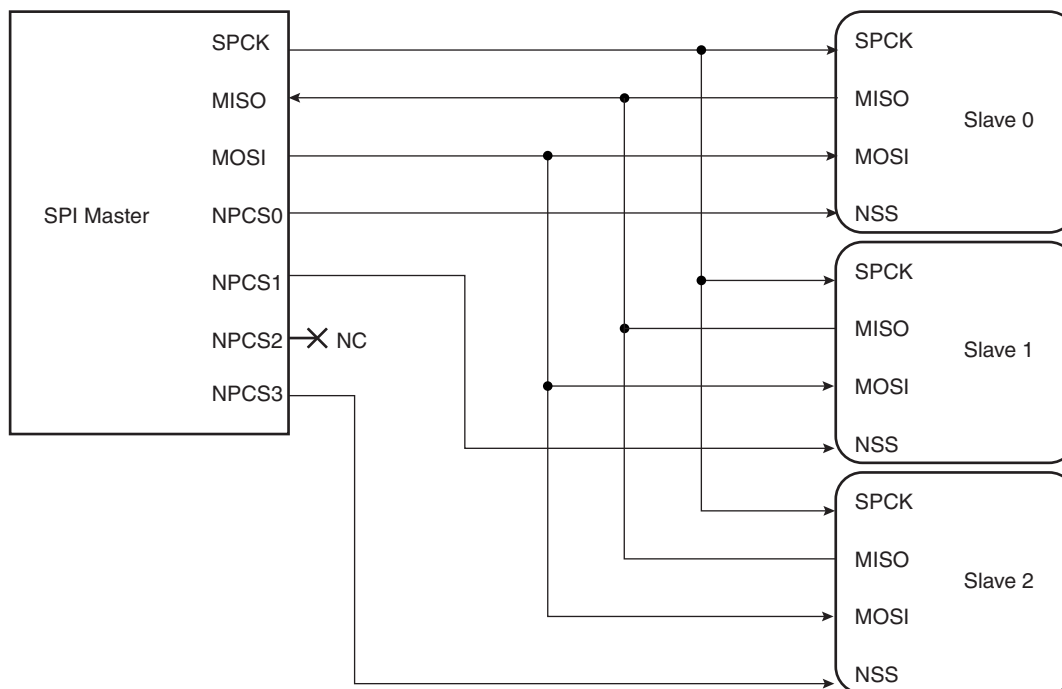 SPI Master
SPCK
MISO
MOSI
NPCS0
NPCS1
NPCS2
NC
NPCS3
SPCK
MISO
Slave 0
MOSI
NSS
SPCK
MISO
Slave 1
MOSI
NSS
SPCK
MISO
Slave 2
MOSI
NSS